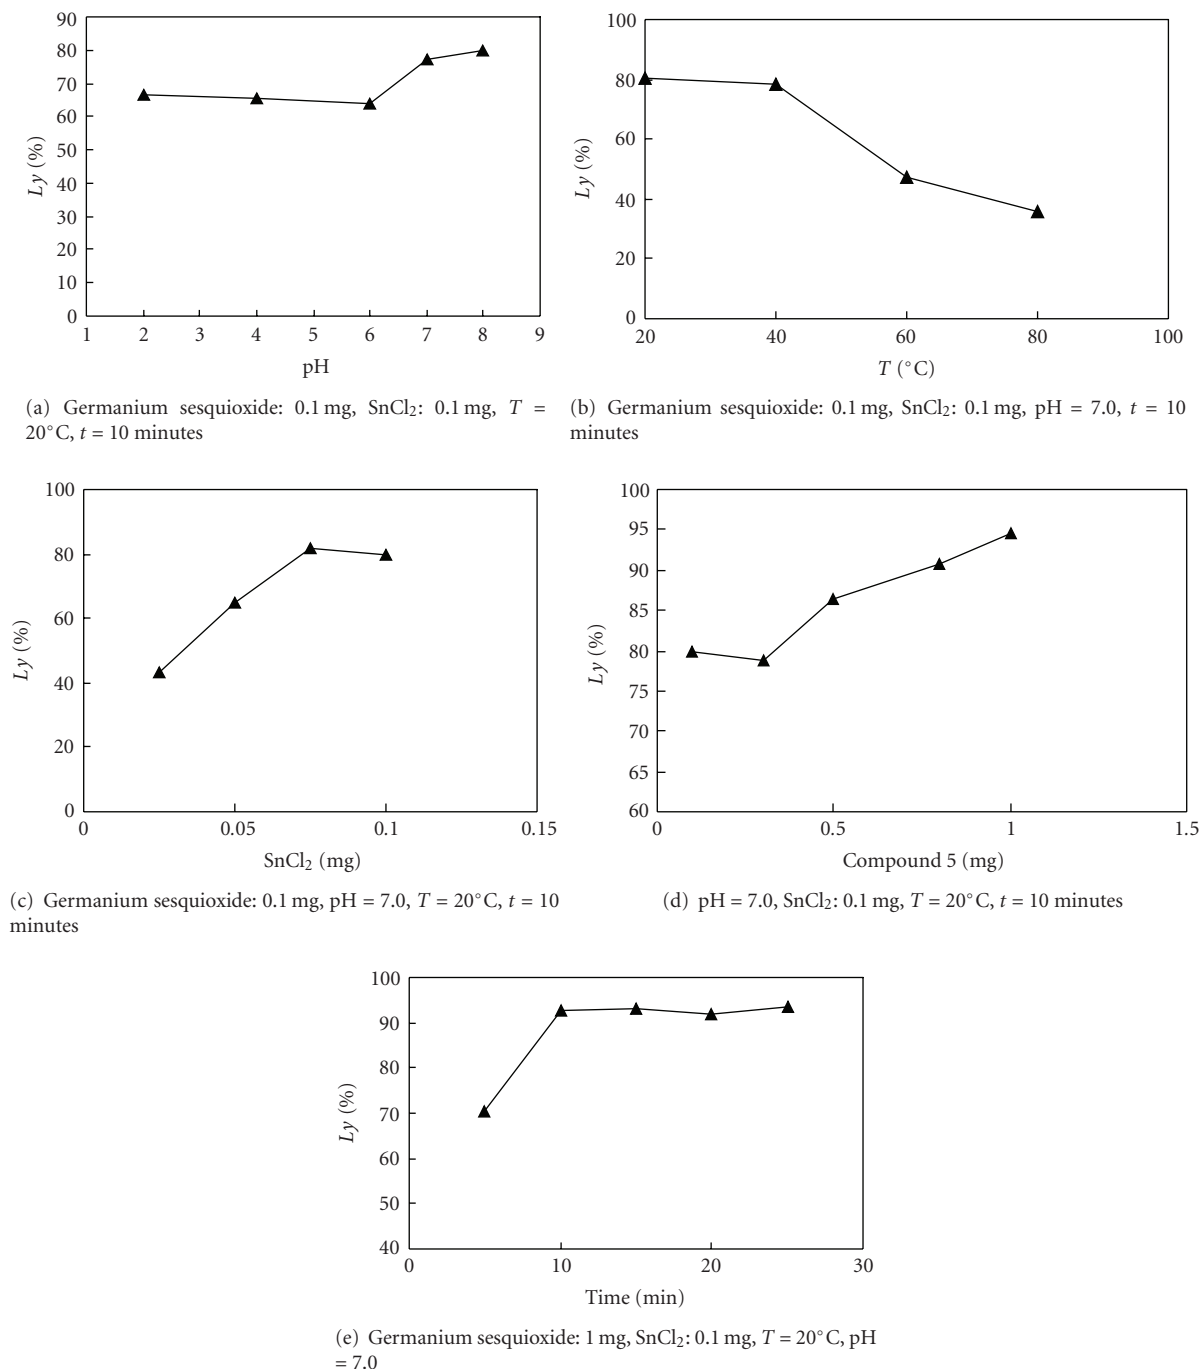 90
80
70
60
50
40
30
20
10
0
Ly (%)
1 2 3 4 5 6 7 8 9
pH
(a) Germanium sesquioxide: 0.1 mg, SnCl₂: 0.1 mg, T =
20°C, t = 10 minutes
100
80
60
40
20
0
Ly (%)
20 40 60 80 100
T (°C)
(b) Germanium sesquioxide: 0.1 mg, SnCl₂: 0.1 mg, pH = 7.0, t = 10
minutes
100
80
60
40
20
0
Ly (%)
0 0.05 0.1 0.15
SnCl₂ (mg)
(c) Germanium sesquioxide: 0.1 mg, pH = 7.0, T = 20°C, t = 10
minutes
100
95
90
85
80
75
70
65
60
Ly (%)
0 0.5 1 1.5
Compound 5 (mg)
(d) pH = 7.0, SnCl₂: 0.1 mg, T = 20°C, t = 10 minutes
100
90
80
70
60
50
40
Ly (%)
0 10 20 30
Time (min)
(e) Germanium sesquioxide: 1 mg, SnCl₂: 0.1 mg, T = 20°C, pH
= 7.0